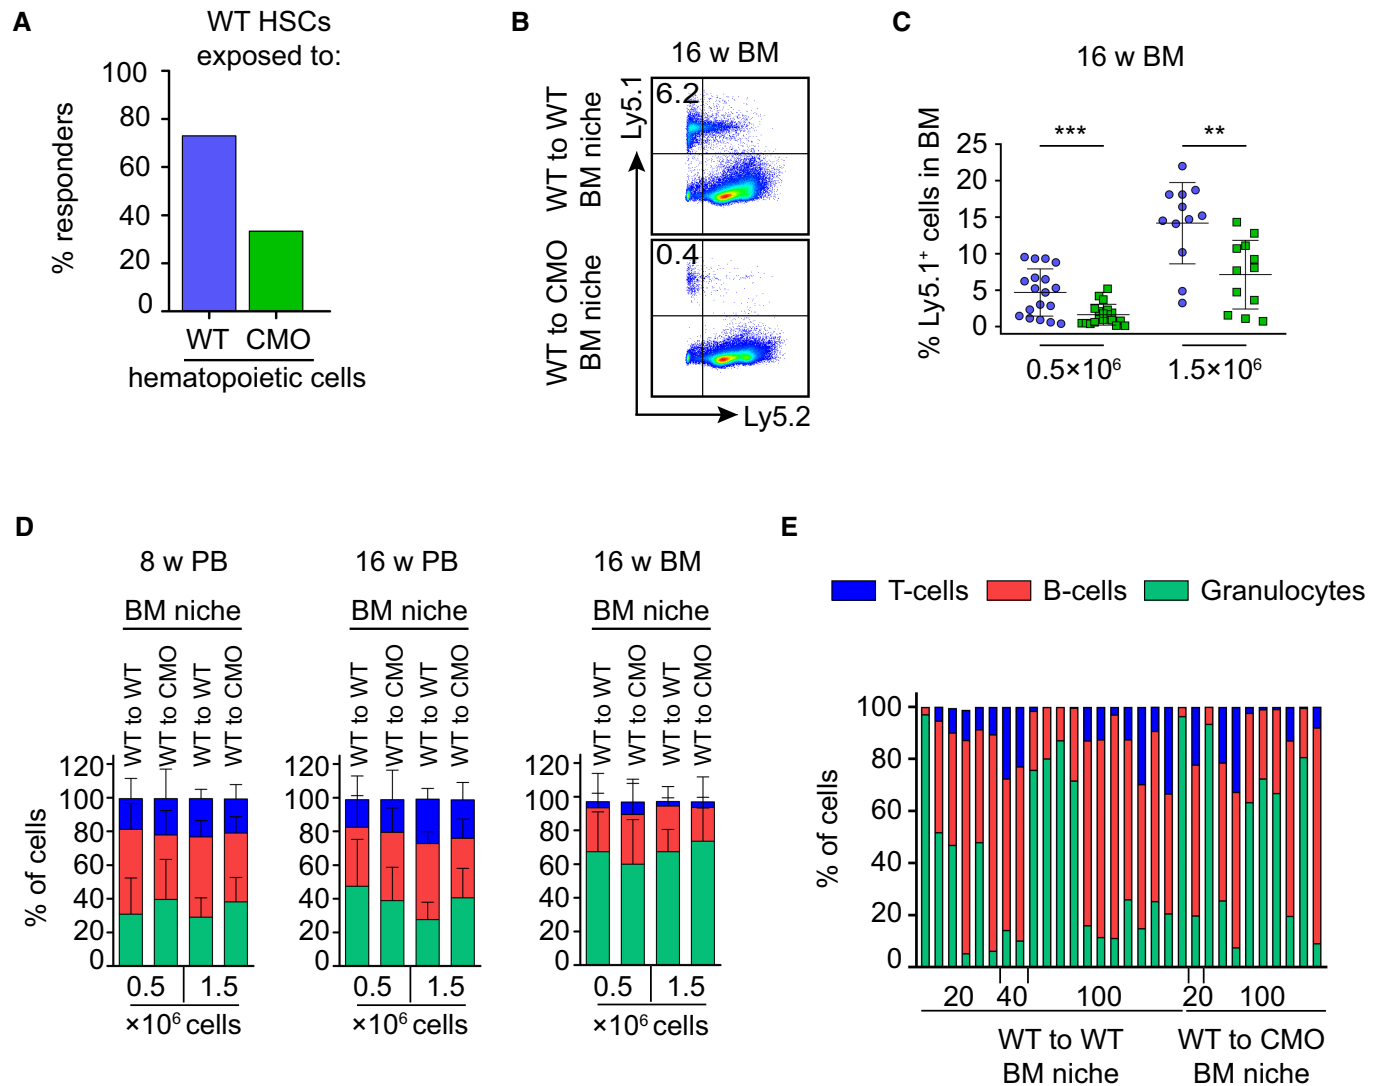 A
WT HSCs
exposed to:
% responders
100
80
60
40
20
0
WT CMO
hematopoietic cells
B
16 w BM
WT to WT
BM niche
WT to CMO
BM niche
Ly5.1
6.2
0.4
Ly5.2
C
16 w BM
% Ly5.1⁺ cells in BM
*** **
25
20
15
10
5
0
0.5×10⁶ 1.5×10⁶
D
8 w PB
BM niche
WT to WT
WT to CMO
WT to WT
WT to CMO
% of cells
120
100
80
60
40
20
0
0.5 1.5
×10⁶ cells
16 w PB
BM niche
WT to WT
WT to CMO
WT to WT
WT to CMO
120
100
80
60
40
20
0
0.5 1.5
×10⁶ cells
16 w BM
BM niche
WT to WT
WT to CMO
WT to WT
WT to CMO
120
100
80
60
40
20
0
0.5 1.5
×10⁶ cells
E
T-cells B-cells Granulocytes
% of cells
100
80
60
40
20
0
20 40 100 20 100
WT to WT WT to CMO
BM niche BM niche